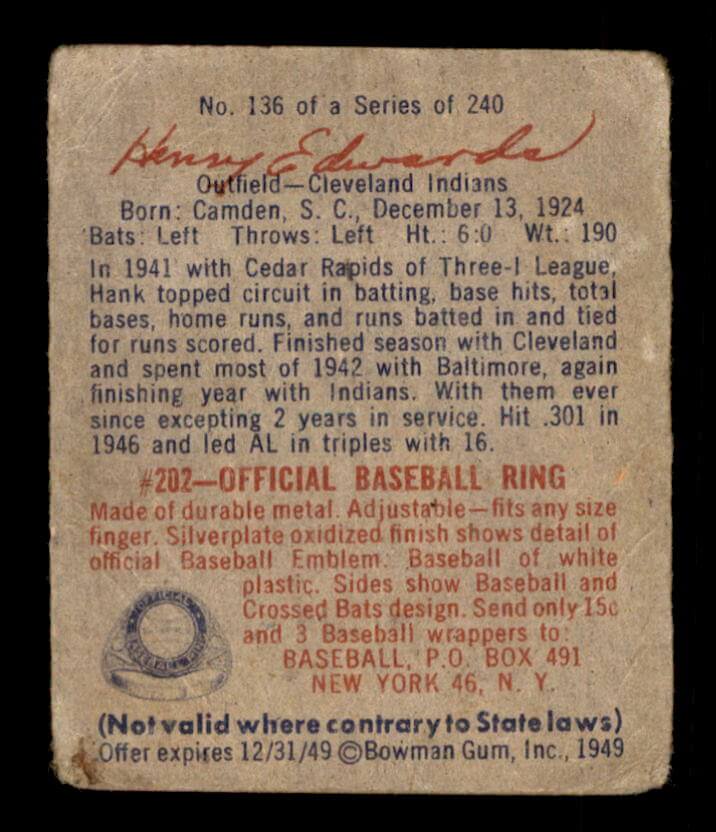 No. 136 of a Series of 240
Henry Edwards
Outfield—Cleveland Indians
Born: Camden, S. C., December 13, 1924
Bats: Left Throws: Left Ht.: 6:0 Wt.: 190
In 1941 with Cedar Rapids of Three-I League,
Hank topped circuit in batting, base hits, total
bases, home runs, and runs batted in and tied
for runs scored. Finished season with Cleveland
and spent most of 1942 with Baltimore, again
finishing year with Indians. With them ever
since excepting 2 years in service. Hit .301 in
1946 and led AL in triples with 16.
#202—OFFICIAL BASEBALL RING
Made of durable metal. Adjustable—fits any size
finger. Silverplate oxidized finish shows detail of
official Baseball Emblem. Baseball of white
plastic. Sides show Baseball and
Crossed Bats design. Send only 15c
and 3 Baseball wrappers to:
BASEBALL, P.O. BOX 491
NEW YORK 46, N. Y.
OFFICIAL
BASEBALL RING
(Not valid where contrary to State laws)
Offer expires 12/31/49 ©Bowman Gum, Inc., 1949